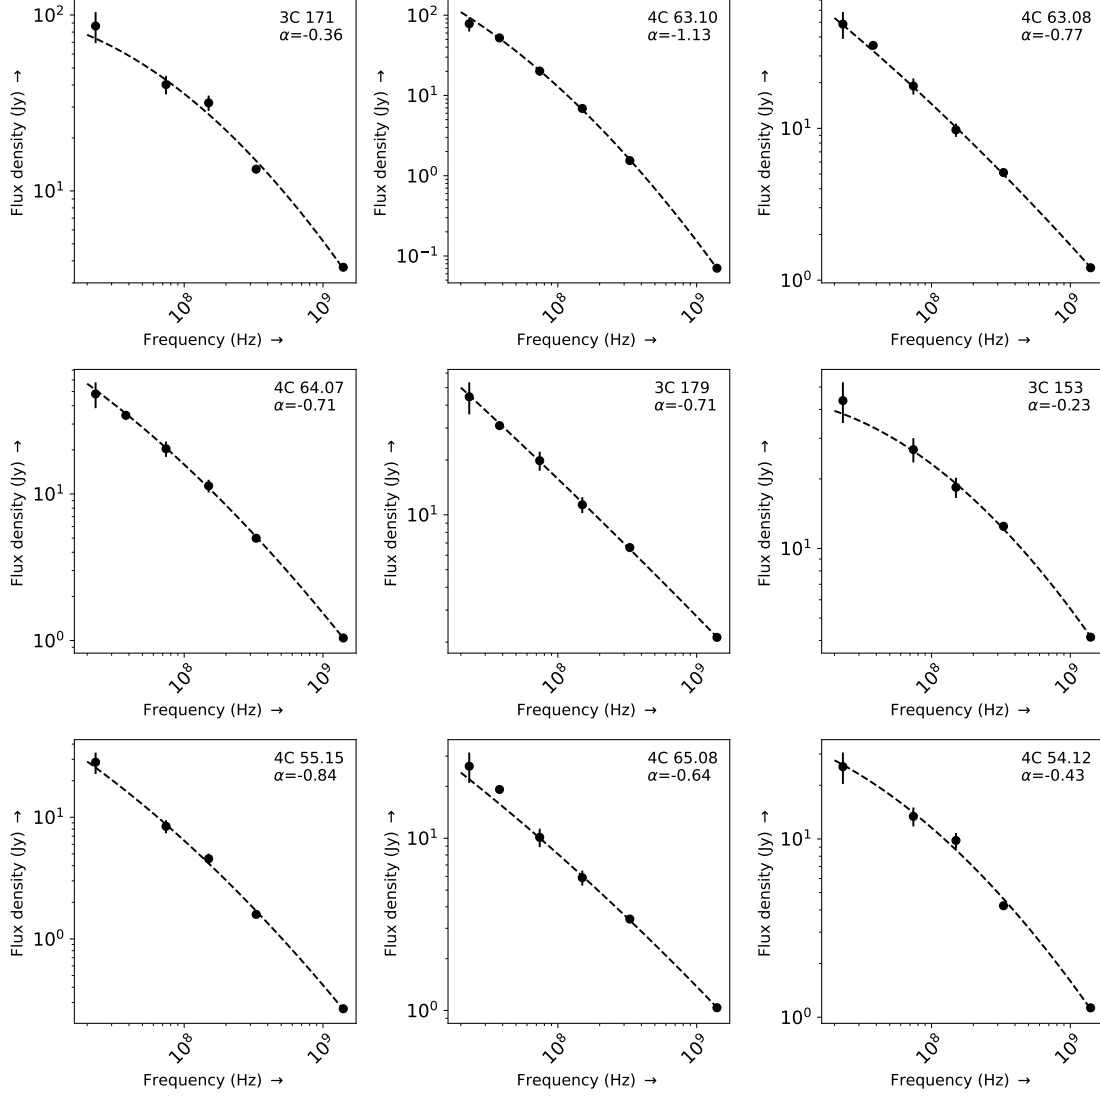 3C 171
α=-0.36
10²
10¹
Flux density (Jy) →
10⁸
10⁹
Frequency (Hz) →
4C 63.10
α=-1.13
10²
10¹
10⁰
10⁻¹
Flux density (Jy) →
10⁸
10⁹
Frequency (Hz) →
4C 63.08
α=-0.77
10¹
10⁰
Flux density (Jy) →
10⁸
10⁹
Frequency (Hz) →
4C 64.07
α=-0.71
10¹
10⁰
Flux density (Jy) →
10⁸
10⁹
Frequency (Hz) →
3C 179
α=-0.71
10¹
Flux density (Jy) →
10⁸
10⁹
Frequency (Hz) →
3C 153
α=-0.23
10¹
Flux density (Jy) →
10⁸
10⁹
Frequency (Hz) →
4C 55.15
α=-0.84
10¹
10⁰
Flux density (Jy) →
10⁸
10⁹
Frequency (Hz) →
4C 65.08
α=-0.64
10¹
10⁰
Flux density (Jy) →
10⁸
10⁹
Frequency (Hz) →
4C 54.12
α=-0.43
10¹
10⁰
Flux density (Jy) →
10⁸
10⁹
Frequency (Hz) →